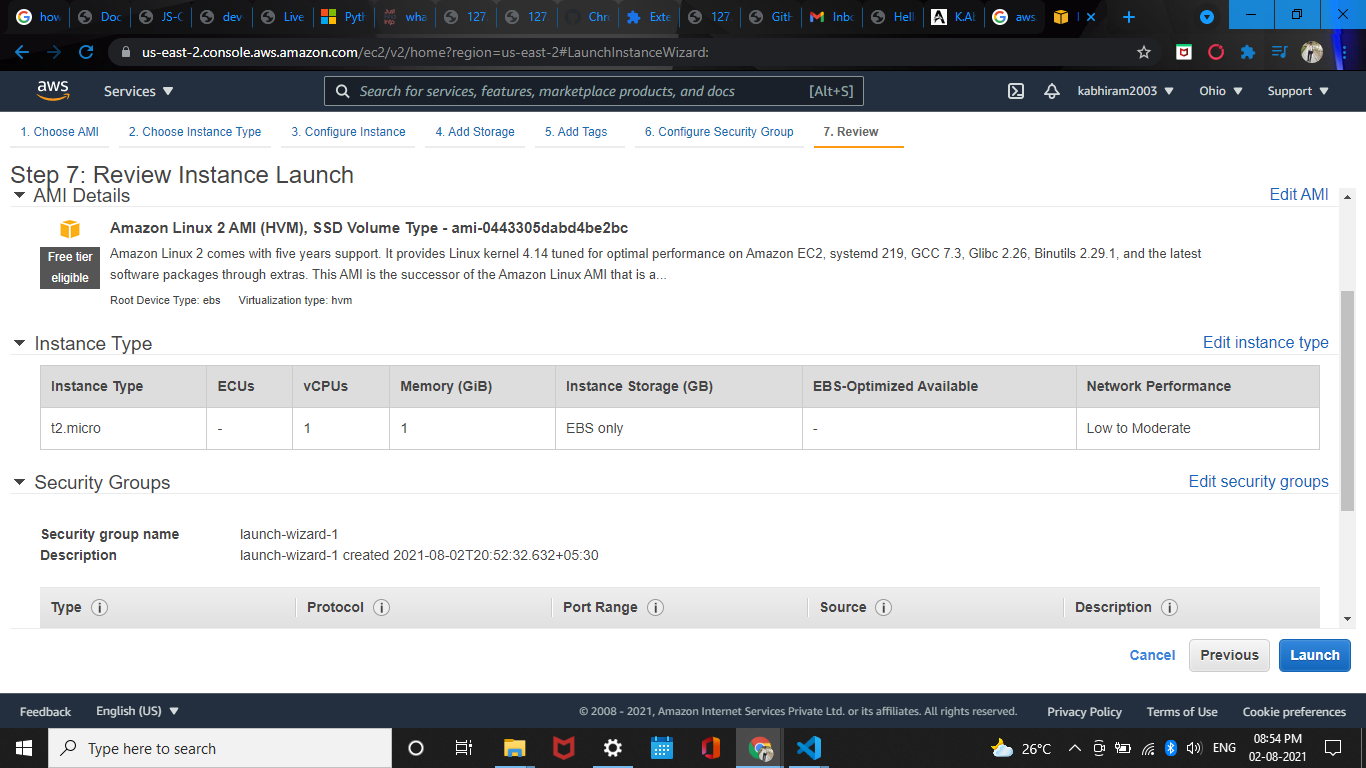 how Doc JS-C dev Live Pyth wha 127 127 Chro Exte 127 GitH Inbo Hell K.Ab aws
us-east-2.console.aws.amazon.com/ec2/v2/home?region=us-east-2#LaunchInstanceWizard:
aws Services Search for services, features, marketplace products, and docs [Alt+S] kabhiram2003 Ohio Support
1. Choose AMI 2. Choose Instance Type 3. Configure Instance 4. Add Storage 5. Add Tags 6. Configure Security Group 7. Review
Step 7: Review Instance Launch
AMI Details Edit AMI
Amazon Linux 2 AMI (HVM), SSD Volume Type - ami-0443305dabd4be2bc
Free tier eligible
Amazon Linux 2 comes with five years support. It provides Linux kernel 4.14 tuned for optimal performance on Amazon EC2, systemd 219, GCC 7.3, Glibc 2.26, Binutils 2.29.1, and the latest
software packages through extras. This AMI is the successor of the Amazon Linux AMI that is a...
Root Device Type: ebs Virtualization type: hvm
Instance Type Edit instance type
Instance Type ECUs vCPUs Memory (GiB) Instance Storage (GB) EBS-Optimized Available Network Performance
t2.micro - 1 1 EBS only - Low to Moderate
Security Groups Edit security groups
Security group name launch-wizard-1
Description launch-wizard-1 created 2021-08-02T20:52:32.632+05:30
Type Protocol Port Range Source Description
Cancel Previous Launch
Feedback English (US) © 2008 - 2021, Amazon Internet Services Private Ltd. or its affiliates. All rights reserved. Privacy Policy Terms of Use Cookie preferences
Type here to search 26°C ENG 08:54 PM
02-08-2021